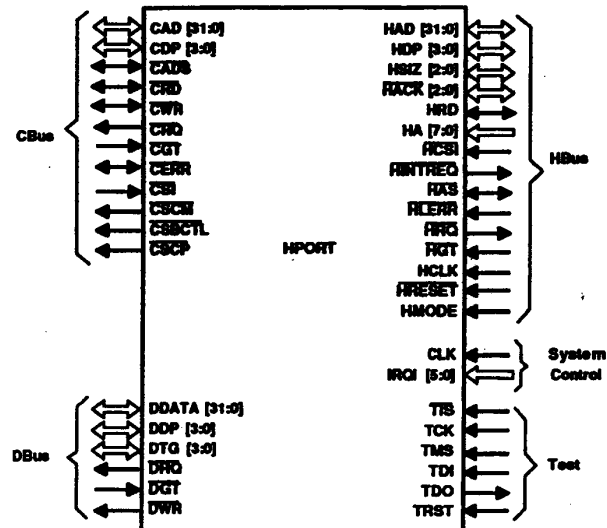 CAD [31:0]
CDP [3:0]
CADS
CRD
CWR
CRQ
CGT
CERR
CSI
CSCM
CSBCTL
CSCP
CBus
HPORT
HAD [31:0]
HDP [3:0]
HSIZ [2:0]
RACK [2:0]
HRD
HA [7:0]
HCSI
HINTREQ
HAS
HLERR
HRQ
HGT
HCLK
HRESET
HMODE
HBus
CLK
IRQI [5:0]
System
Control
DDATA [31:0]
DDP [3:0]
DTG [3:0]
DRQ
DGT
DWR
DBus
TIS
TCK
TMS
TDI
TDO
TRST
Test